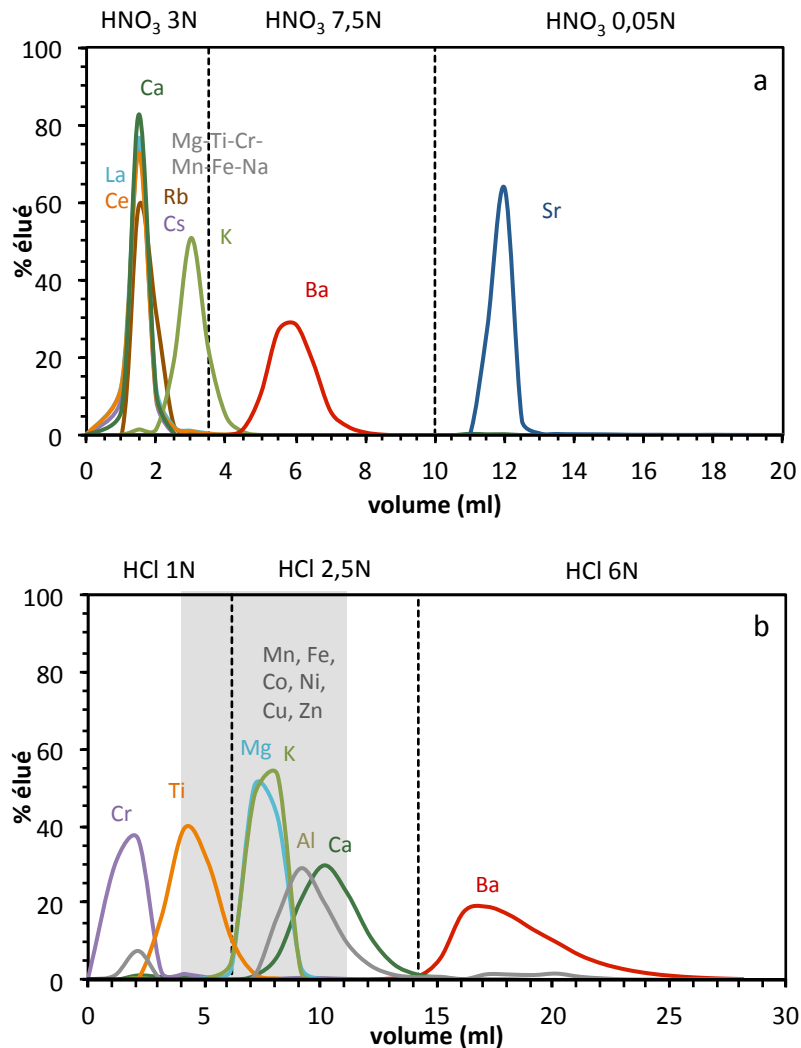 HNO₃ 3N HNO₃ 7,5N HNO₃ 0,05N
100
80
60
40
20
0
% élué
a
Ca
Mg-Ti-Cr-
Mn-Fe-Na
La
Ce
Rb
Cs
K
Ba
Sr
0 2 4 6 8 10 12 14 16 18 20
volume (ml)
HCl 1N HCl 2,5N HCl 6N
100
80
60
40
20
0
% élué
b
Mn, Fe,
Co, Ni,
Cu, Zn
Mg K
Cr Ti
Al Ca
Ba
0 5 10 15 20 25 30
volume (ml)